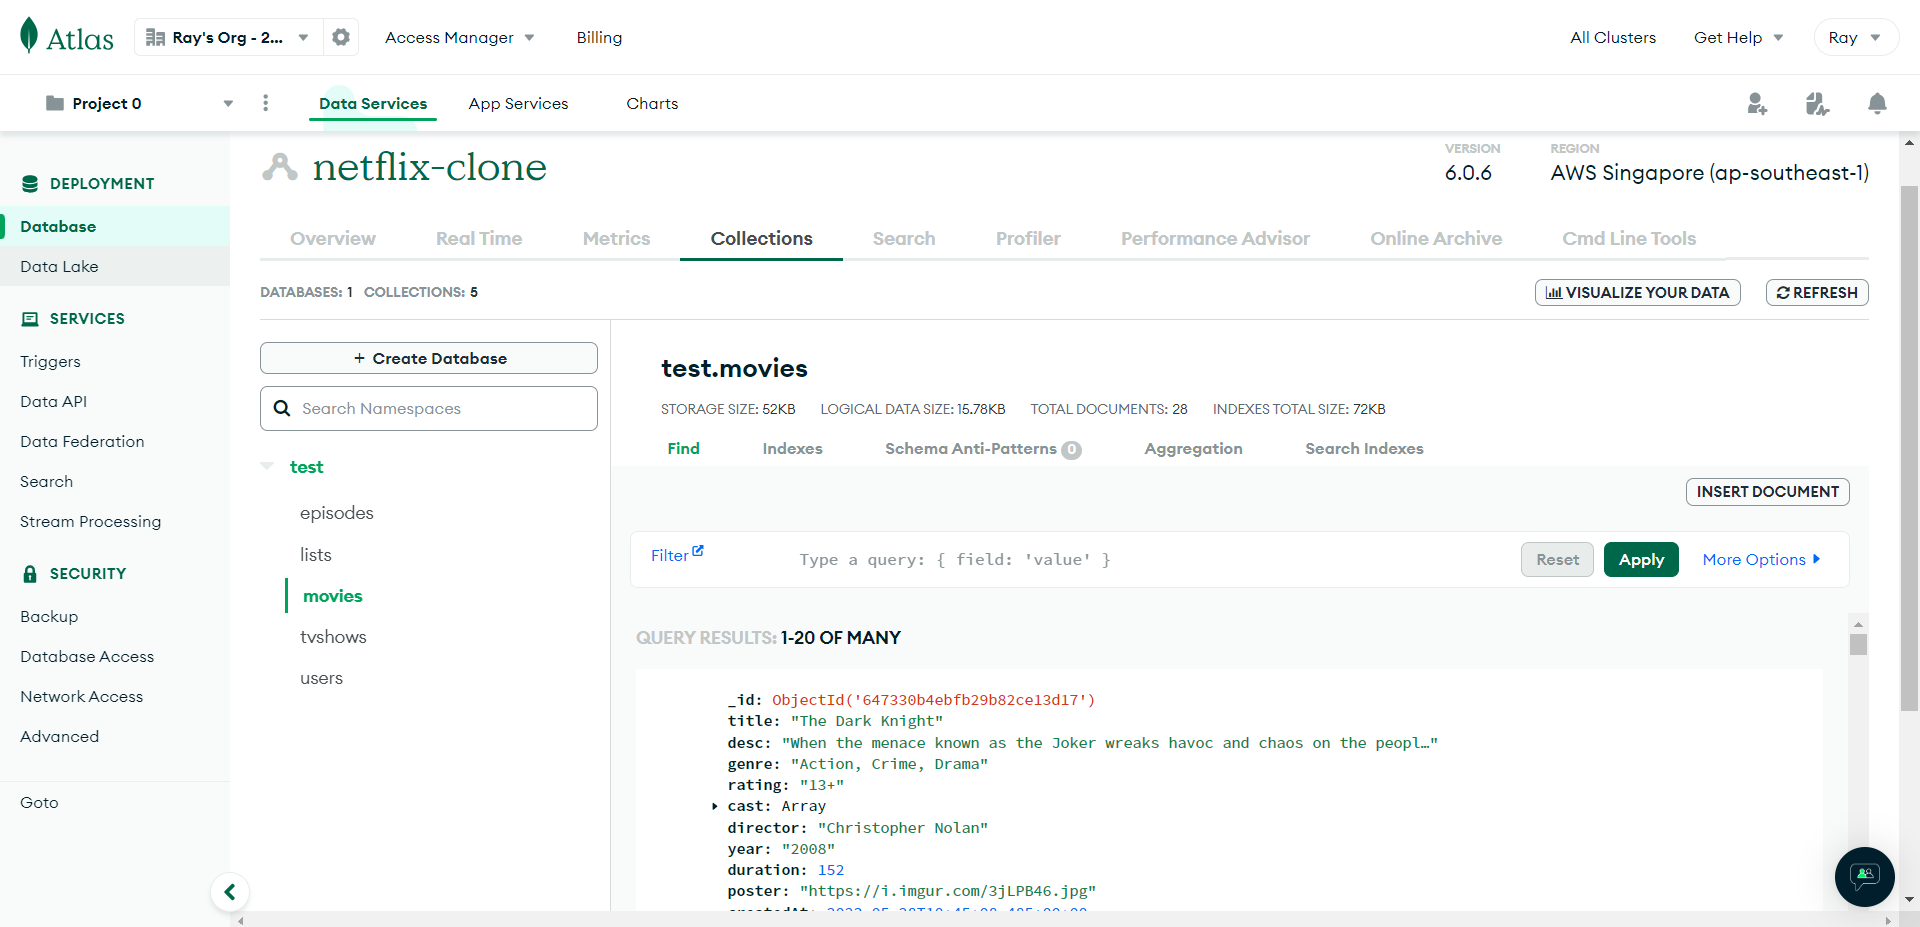 Atlas
Ray's Org - 2...
Access Manager
Billing
All Clusters
Get Help
Ray
Project 0
Data Services
App Services
Charts
DEPLOYMENT
Database
Data Lake
SERVICES
Triggers
Data API
Data Federation
Search
Stream Processing
SECURITY
Backup
Database Access
Network Access
Advanced
Goto
netflix-clone
VERSION
6.0.6
REGION
AWS Singapore (ap-southeast-1)
Overview
Real Time
Metrics
Collections
Search
Profiler
Performance Advisor
Online Archive
Cmd Line Tools
DATABASES: 1 COLLECTIONS: 5
VISUALIZE YOUR DATA
REFRESH
+ Create Database
Search Namespaces
test
episodes
lists
movies
tvshows
users
test.movies
STORAGE SIZE: 52KB LOGICAL DATA SIZE: 15.78KB TOTAL DOCUMENTS: 28 INDEXES TOTAL SIZE: 72KB
Find
Indexes
Schema Anti-Patterns 0
Aggregation
Search Indexes
INSERT DOCUMENT
Filter
Type a query: { field: 'value' }
Reset
Apply
More Options
QUERY RESULTS: 1-20 OF MANY
_id: ObjectId('647330b4ebfb29b82ce13d17')
title: "The Dark Knight"
desc: "When the menace known as the Joker wreaks havoc and chaos on the peopl…"
genre: "Action, Crime, Drama"
rating: "13+"
cast: Array
director: "Christopher Nolan"
year: "2008"
duration: 152
poster: "https://i.imgur.com/3jLPB46.jpg"